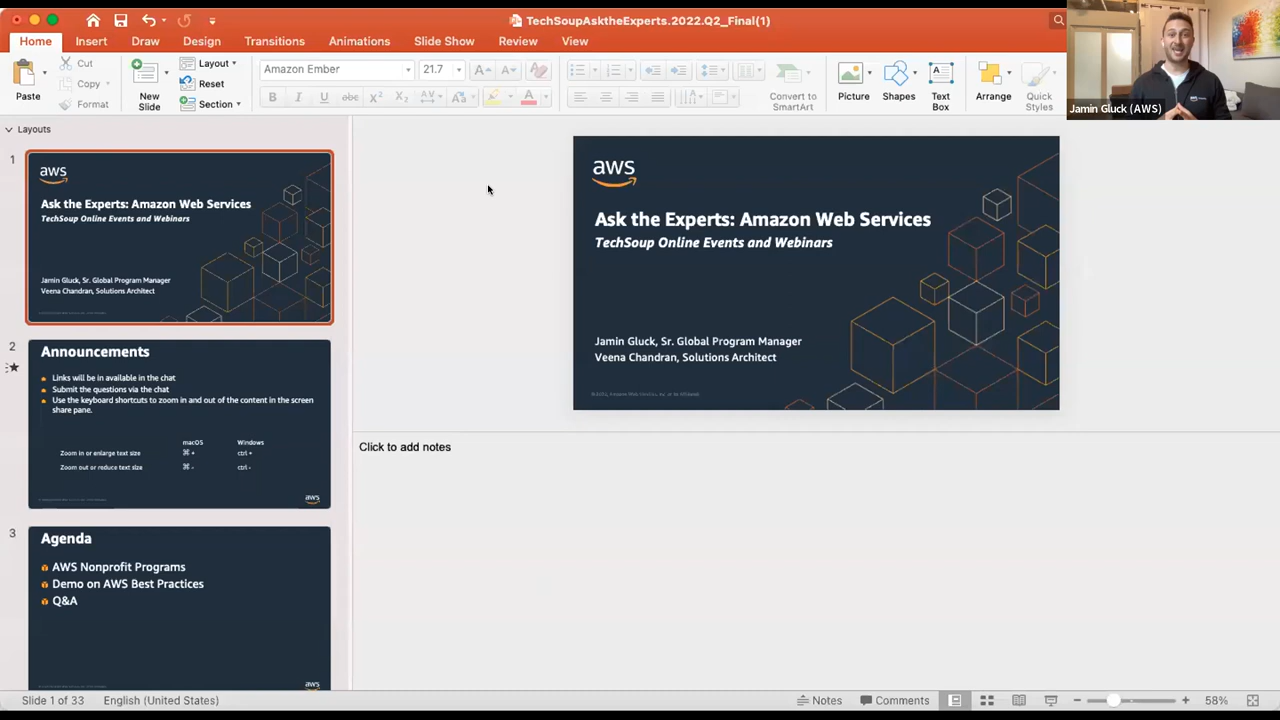 TechSoupAsktheExperts.2022.Q2_Final(1)
Home Insert Draw Design Transitions Animations Slide Show Review View
Paste
Cut
Copy
Format
New Slide
Layout
Reset
Section
Amazon Ember 21.7
Convert to SmartArt
Picture
Shapes
Text Box
Arrange
Quick Styles
Jamin Gluck (AWS)
Layouts
1
aws
Ask the Experts: Amazon Web Services
TechSoup Online Events and Webinars
Jamin Gluck, Sr. Global Program Manager
Veena Chandran, Solutions Architect
2
Announcements
Links will be in available in the chat
Submit the questions via the chat
Use the keyboard shortcuts to zoom in and out of the content in the screen
share pane.
macOS Windows
Zoom in or enlarge text size ⌘ + ctrl +
Zoom out or reduce text size ⌘ - ctrl -
aws
3
Agenda
AWS Nonprofit Programs
Demo on AWS Best Practices
Q&A
aws
aws
Ask the Experts: Amazon Web Services
TechSoup Online Events and Webinars
Jamin Gluck, Sr. Global Program Manager
Veena Chandran, Solutions Architect
Click to add notes
Slide 1 of 33 English (United States) Notes Comments 58%